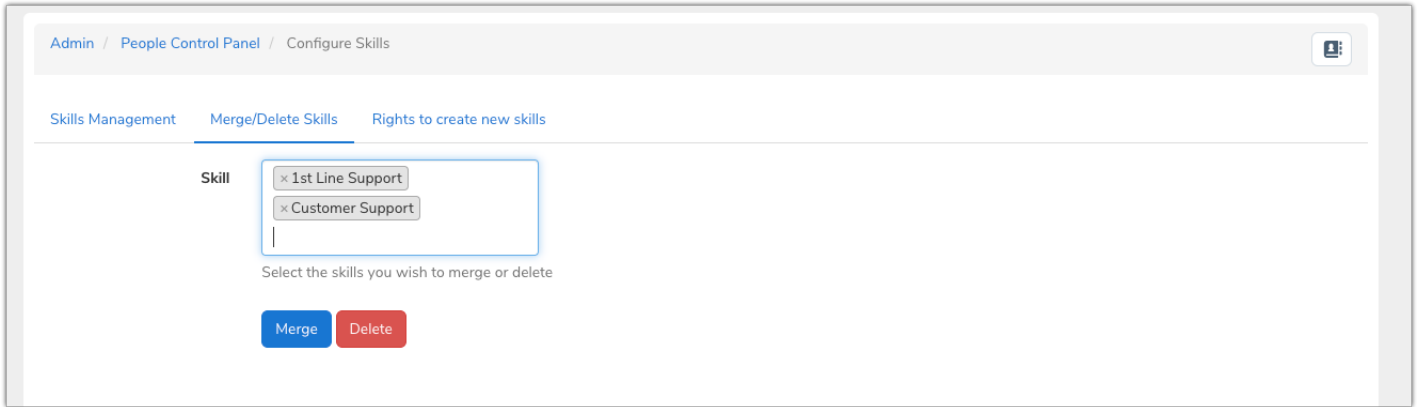 Admin / People Control Panel / Configure Skills
Skills Management Merge/Delete Skills Rights to create new skills
Skill
× 1st Line Support
× Customer Support
Select the skills you wish to merge or delete
Merge Delete